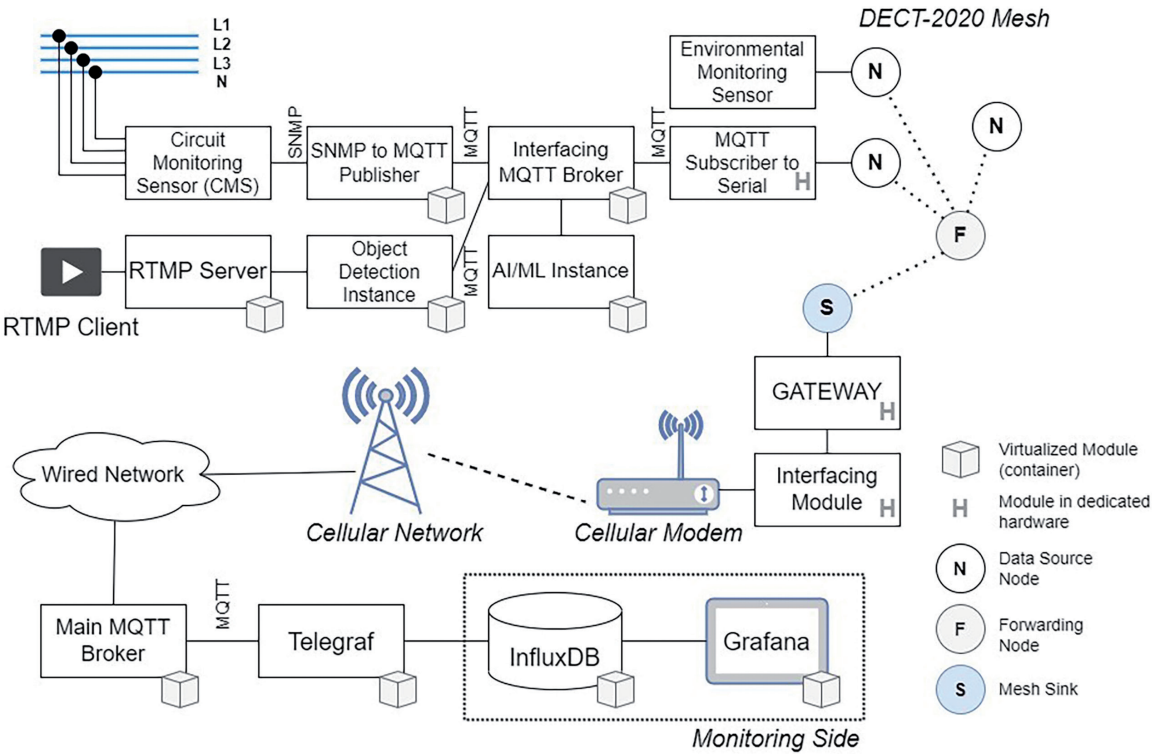 DECT-2020 Mesh
L1
L2
L3
N
Environmental
Monitoring
Sensor
N
N
SNMP
MQTT
MQTT
Circuit
Monitoring
Sensor (CMS)
SNMP to MQTT
Publisher
Interfacing
MQTT Broker
MQTT
Subscriber to
Serial
H
N
F
RTMP Client
RTMP Server
Object
Detection
Instance
MQTT
AI/ML Instance
S
GATEWAY
H
Interfacing
Module
H
Wired Network
Cellular Network
Cellular Modem
Virtualized Module
(container)
H
Module in dedicated
hardware
N
Data Source
Node
F
Forwarding
Node
S
Mesh Sink
Main MQTT
Broker
MQTT
Telegraf
InfluxDB
Grafana
Monitoring Side